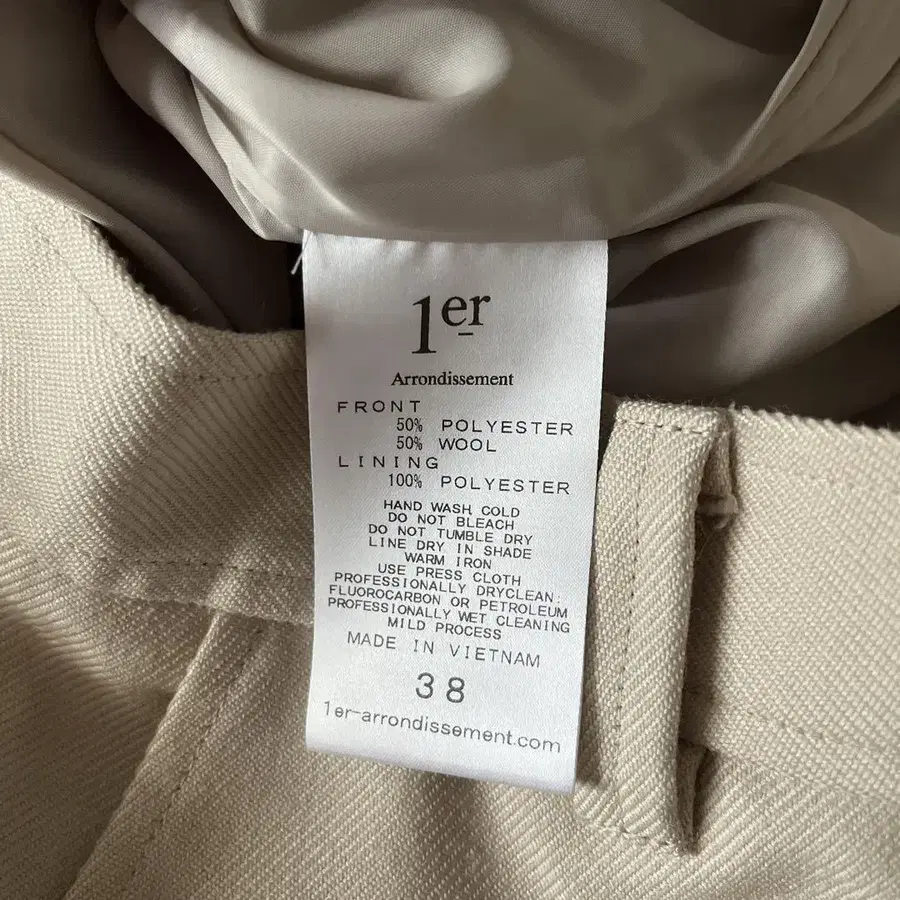 1er
Arrondissement
FRONT
50% POLYESTER
50% WOOL
LINING
100% POLYESTER
HAND WASH COLD
DO NOT BLEACH
DO NOT TUMBLE DRY
LINE DRY IN SHADE
WARM IRON
USE PRESS CLOTH
PROFESSIONALLY DRYCLEAN:
FLUOROCARBON OR PETROLEUM
PROFESSIONALLY WET CLEANING
MILD PROCESS
MADE IN VIETNAM
38
1er-arrondissement.com